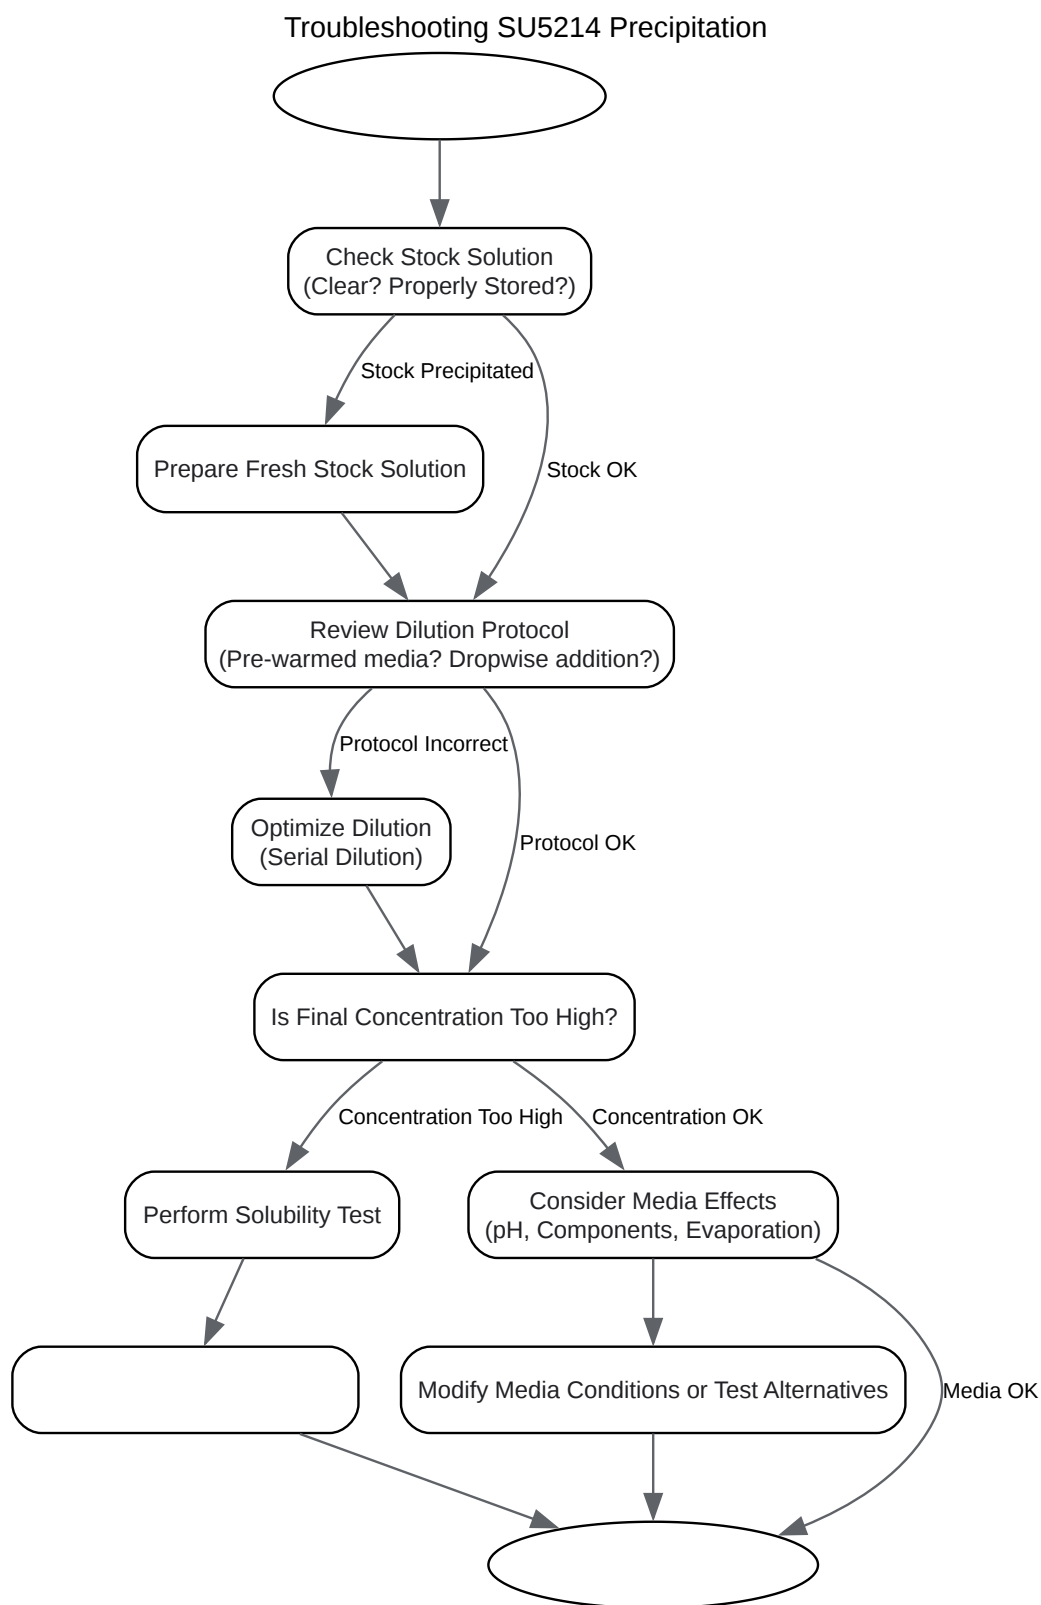 Troubleshooting SU5214 Precipitation
Check Stock Solution
(Clear? Properly Stored?)
Stock Precipitated
Prepare Fresh Stock Solution
Stock OK
Review Dilution Protocol
(Pre-warmed media? Dropwise addition?)
Protocol Incorrect
Optimize Dilution
(Serial Dilution)
Protocol OK
Is Final Concentration Too High?
Concentration Too High
Concentration OK
Perform Solubility Test
Consider Media Effects
(pH, Components, Evaporation)
Modify Media Conditions or Test Alternatives
Media OK